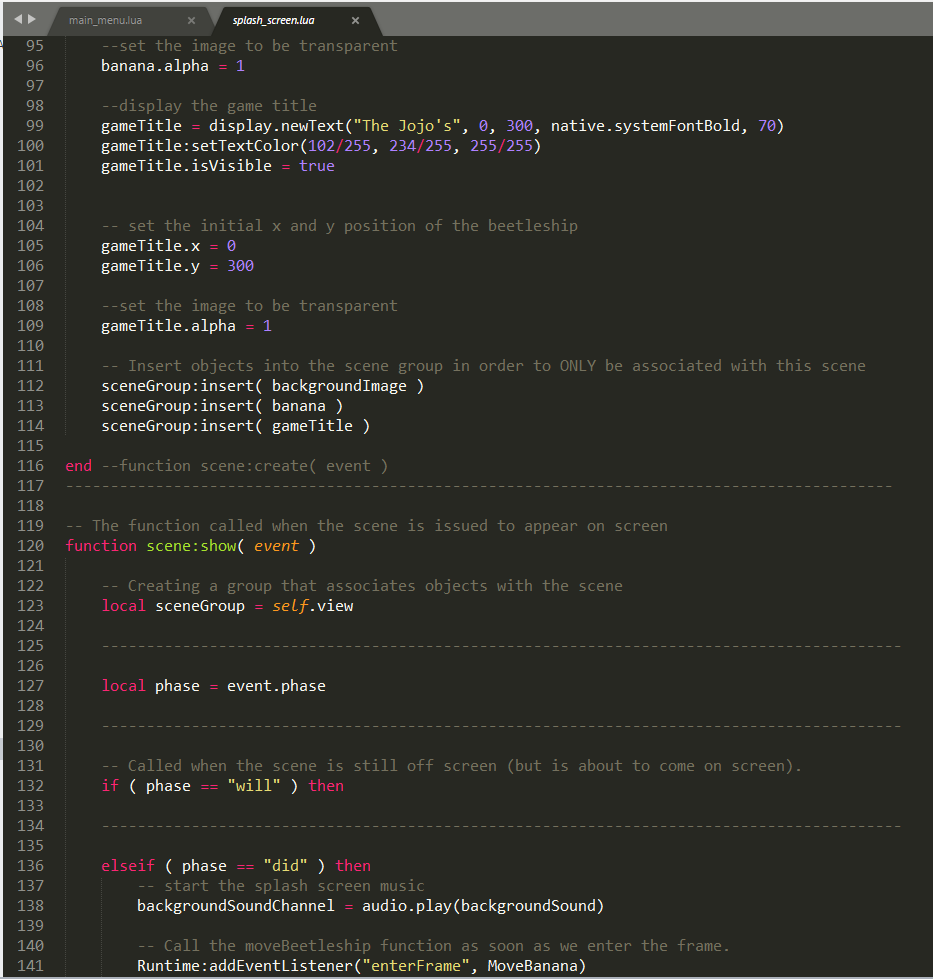 main_menu.lua × splash_screen.lua ×
95 --set the image to be transparent
96 banana.alpha = 1
97
98 --display the game title
99 gameTitle = display.newText("The Jojo's", 0, 300, native.systemFontBold, 70)
100 gameTitle:setTextColor(102/255, 234/255, 255/255)
101 gameTitle.isVisible = true
102
103
104 -- set the initial x and y position of the beetleship
105 gameTitle.x = 0
106 gameTitle.y = 300
107
108 --set the image to be transparent
109 gameTitle.alpha = 1
110
111 -- Insert objects into the scene group in order to ONLY be associated with this scene
112 sceneGroup:insert( backgroundImage )
113 sceneGroup:insert( banana )
114 sceneGroup:insert( gameTitle )
115
116 end --function scene:create( event )
117 --------------------------------------------------------------------------------------------
118
119 -- The function called when the scene is issued to appear on screen
120 function scene:show( event )
121
122 -- Creating a group that associates objects with the scene
123 local sceneGroup = self.view
124
125 -----------------------------------------------------------------------------------------
126
127 local phase = event.phase
128
129 -----------------------------------------------------------------------------------------
130
131 -- Called when the scene is still off screen (but is about to come on screen).
132 if ( phase == "will" ) then
133
134 -----------------------------------------------------------------------------------------
135
136 elseif ( phase == "did" ) then
137 -- start the splash screen music
138 backgroundSoundChannel = audio.play(backgroundSound)
139
140 -- Call the moveBeetleship function as soon as we enter the frame.
141 Runtime:addEventListener("enterFrame", MoveBanana)